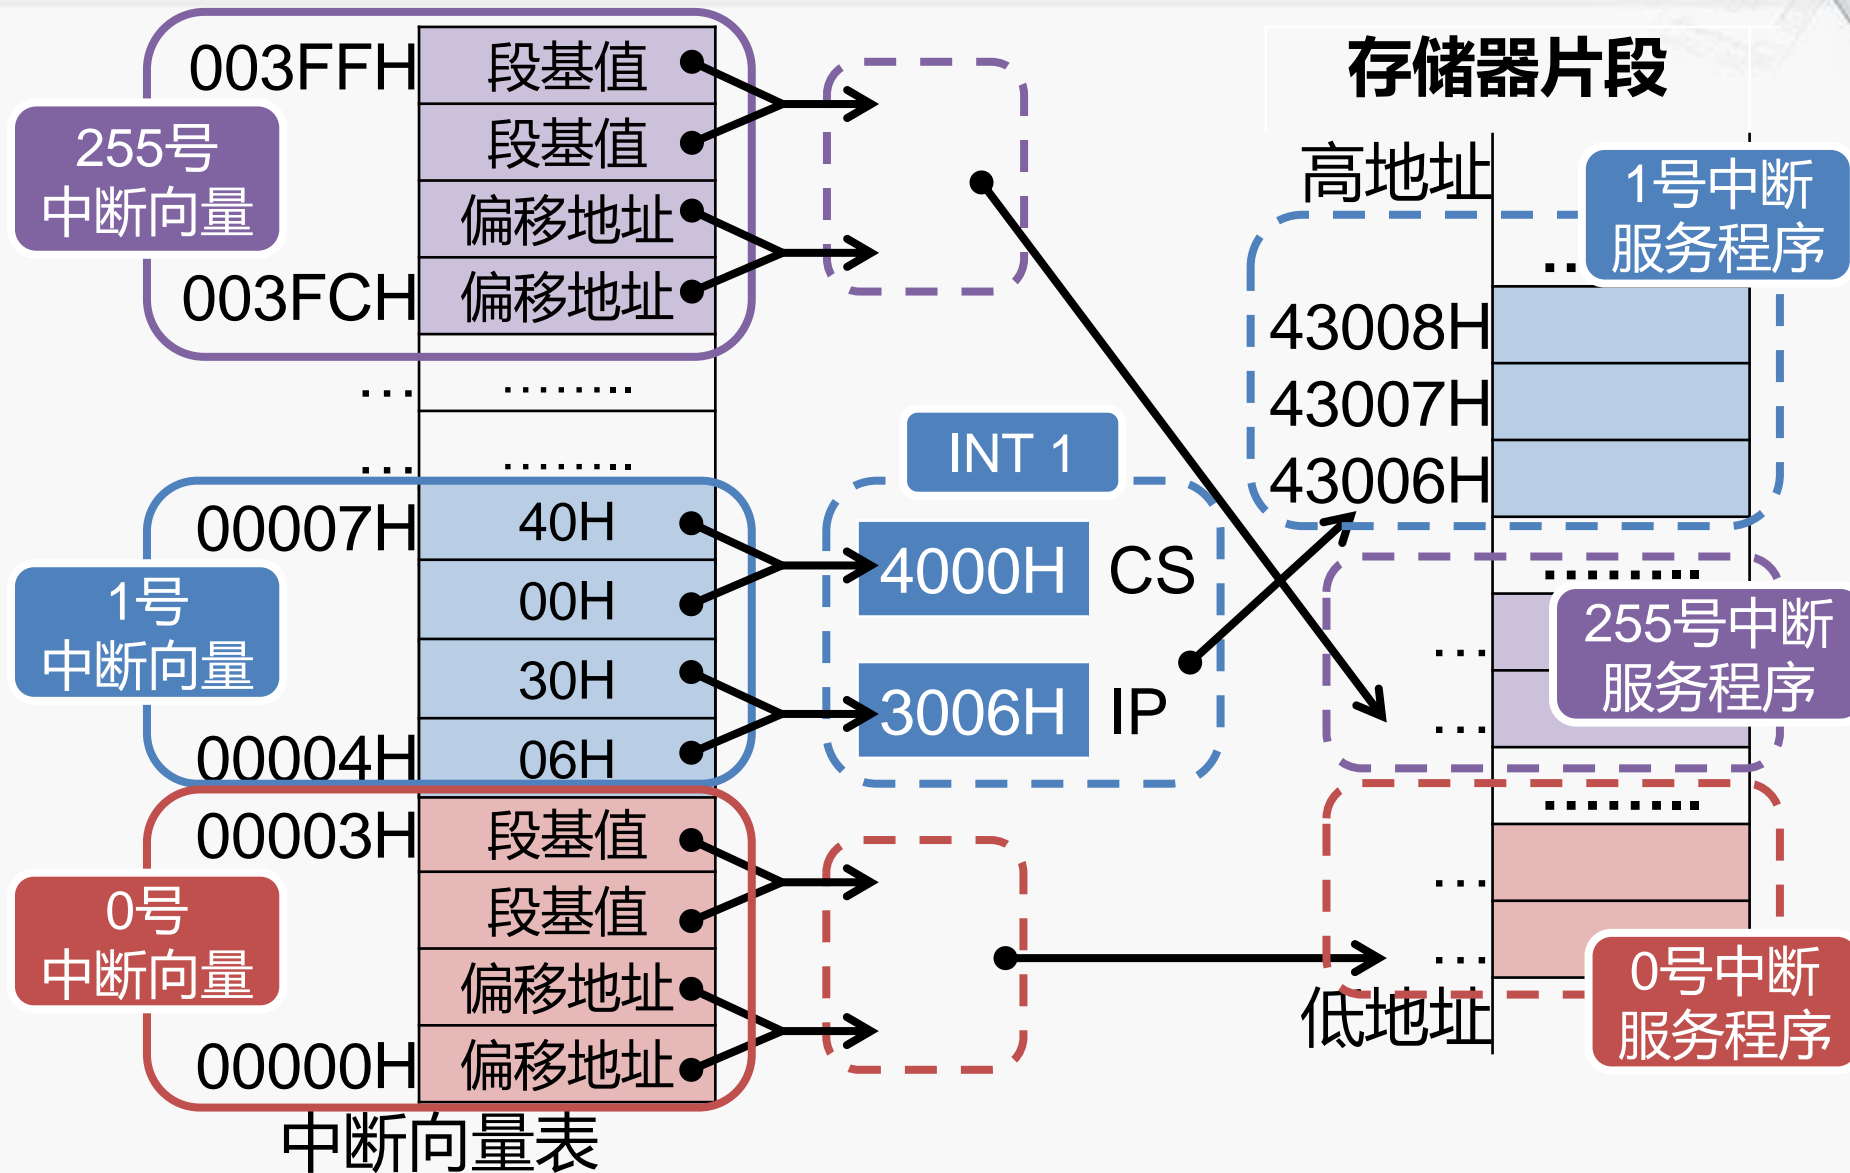 003FFH
段基值
段基值
偏移地址
003FCH
偏移地址
255号
中断向量
...
........
...
........
00007H
40H
00H
30H
00004H
06H
1号
中断向量
00003H
段基值
段基值
偏移地址
00000H
偏移地址
0号
中断向量
中断向量表
INT 1
4000H
CS
3006H
IP
存储器片段
高地址
1号中断
服务程序
..
43008H
43007H
43006H
........
255号中断
服务程序
...
...
........
...
...
0号中断
服务程序
低地址